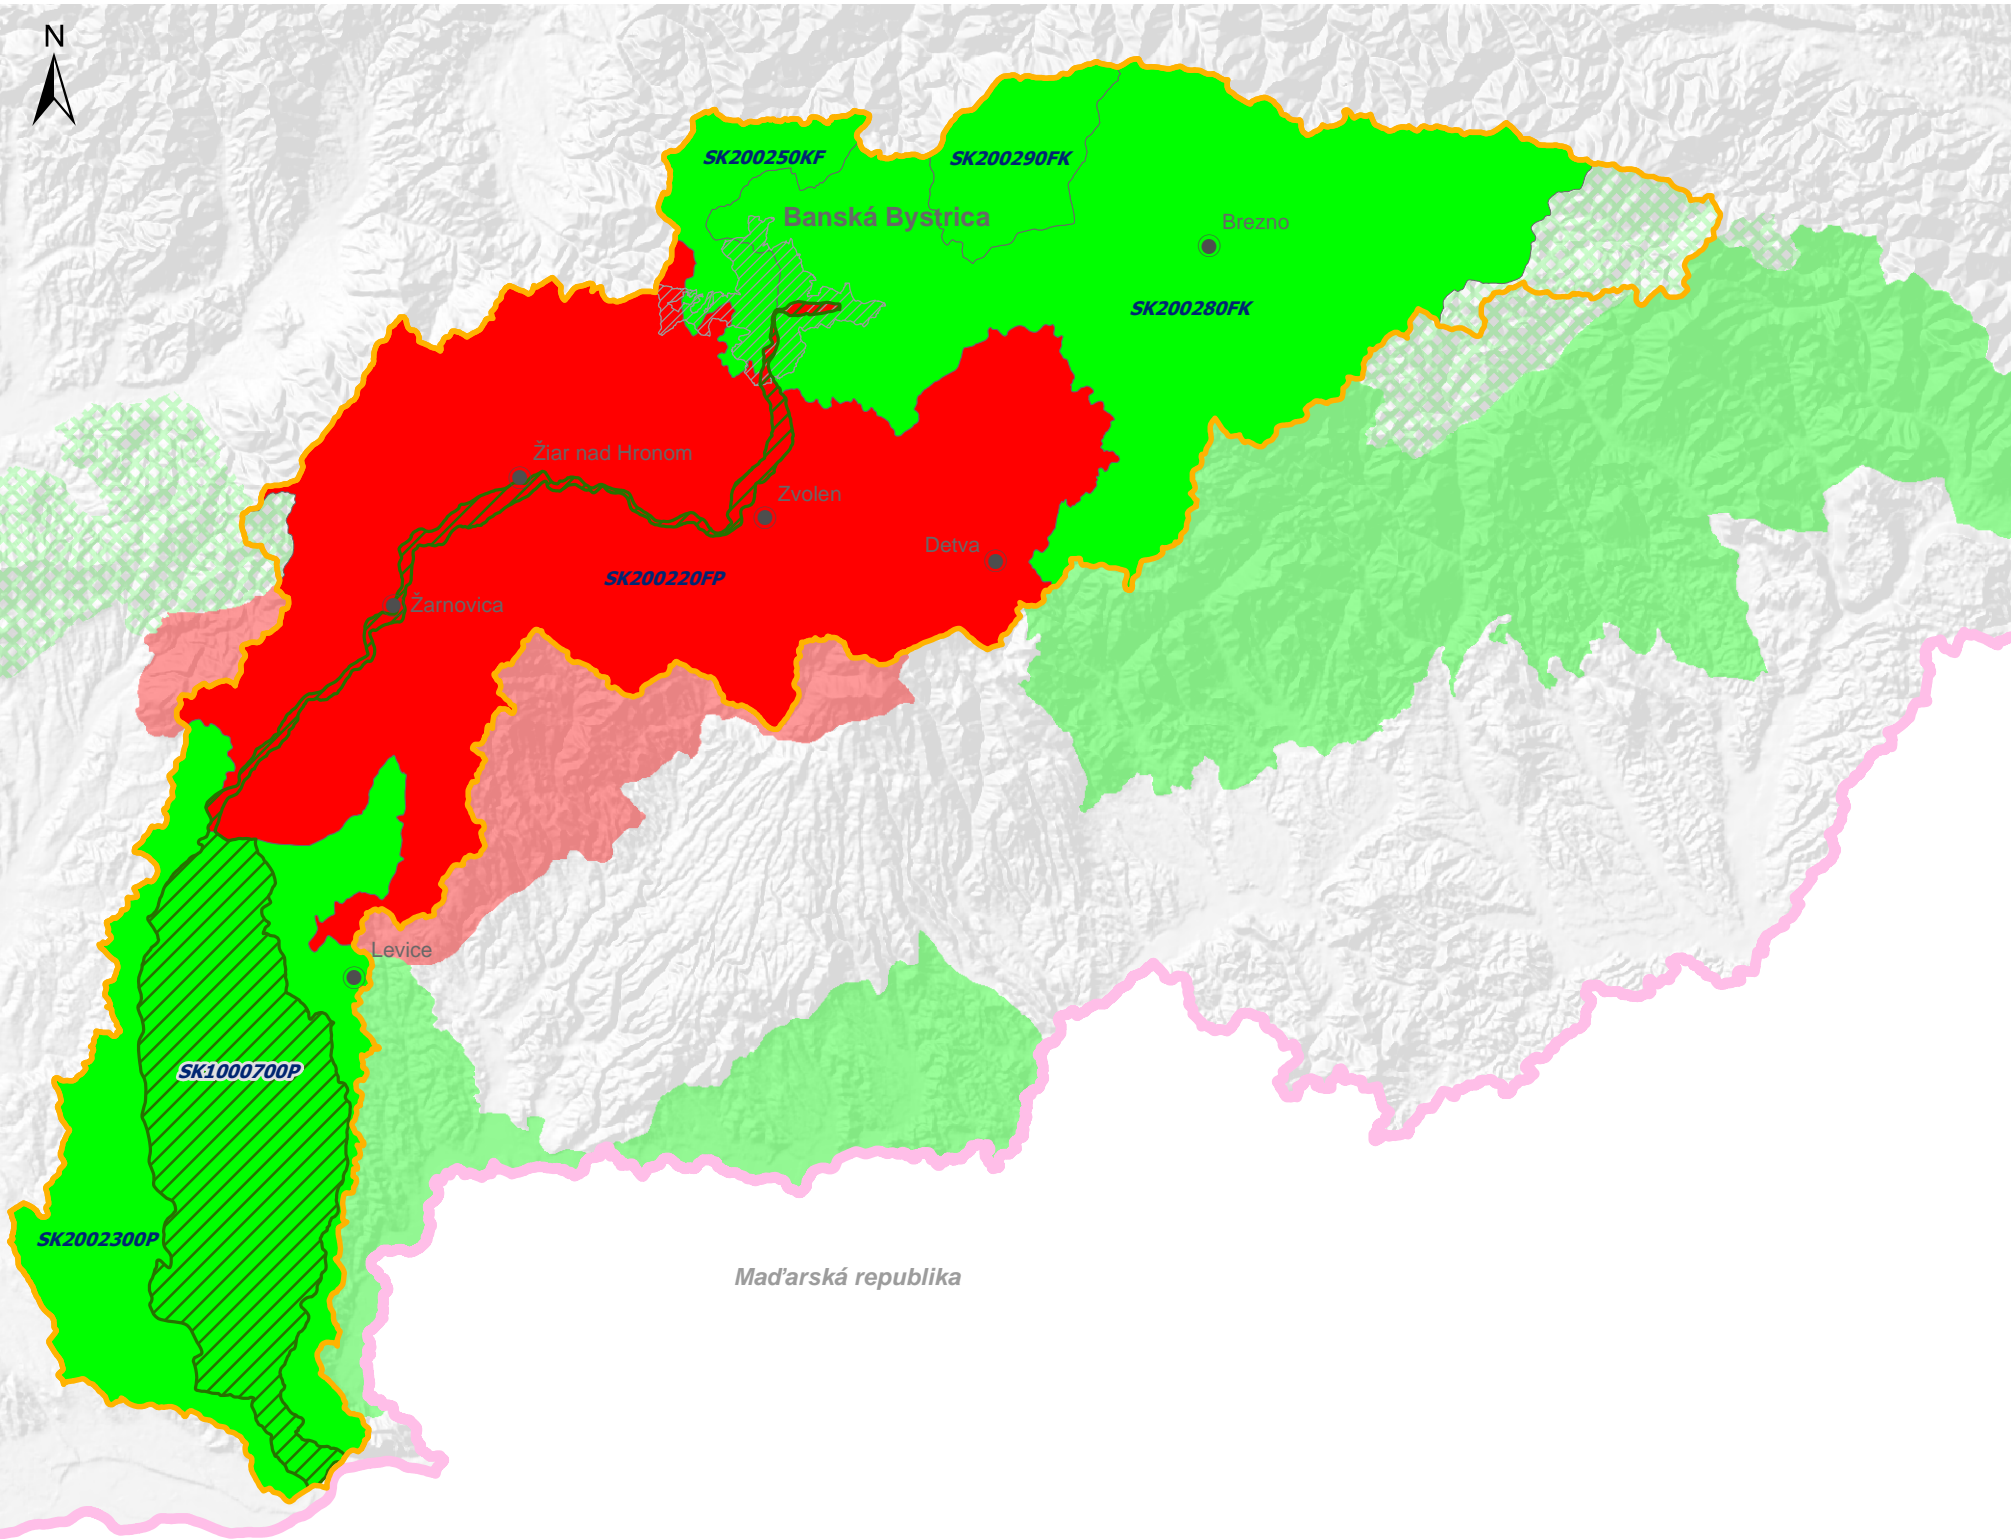 N
SK200250KF
SK200290FK
Banská Bystrica
Brezno
SK200280FK
Žiar nad Hronom
Zvolen
Detva
SK200220FP
Žarnovica
Levice
SK1000700P
SK2002300P
Maďarská republika